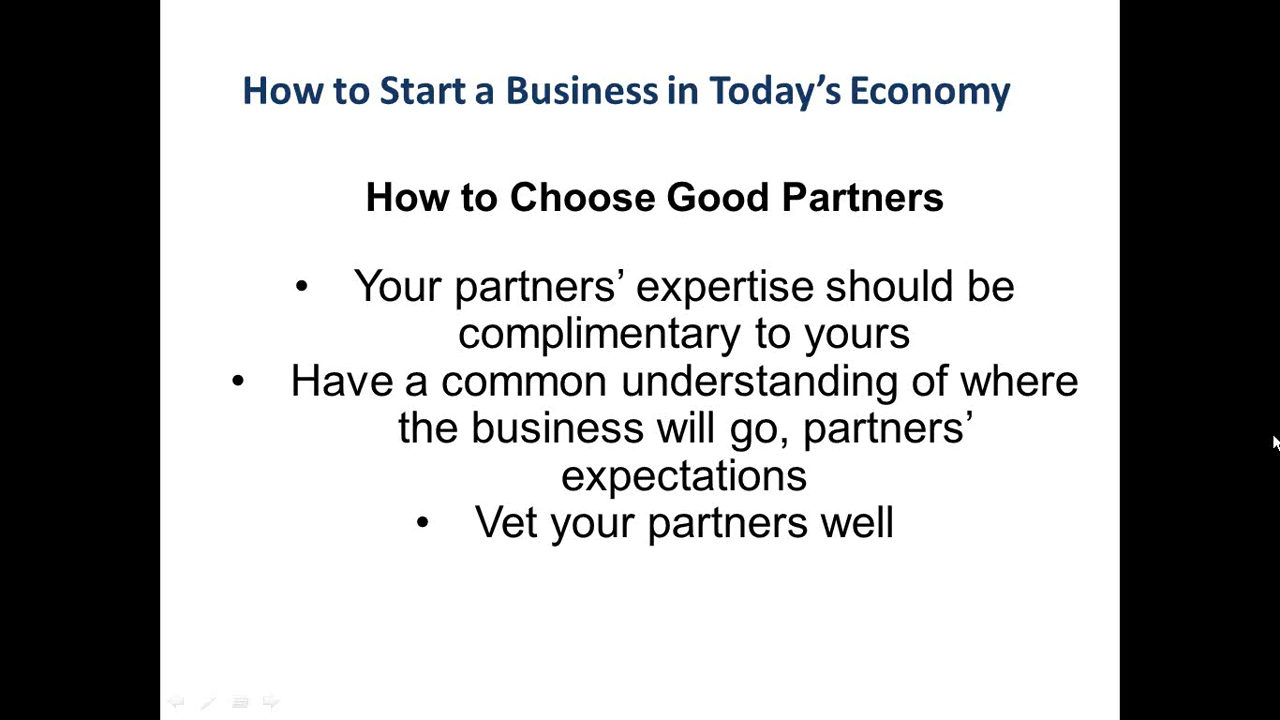 How to Start a Business in Today’s Economy
How to Choose Good Partners
• Your partners’ expertise should be
complimentary to yours
• Have a common understanding of where
the business will go, partners’
expectations
• Vet your partners well